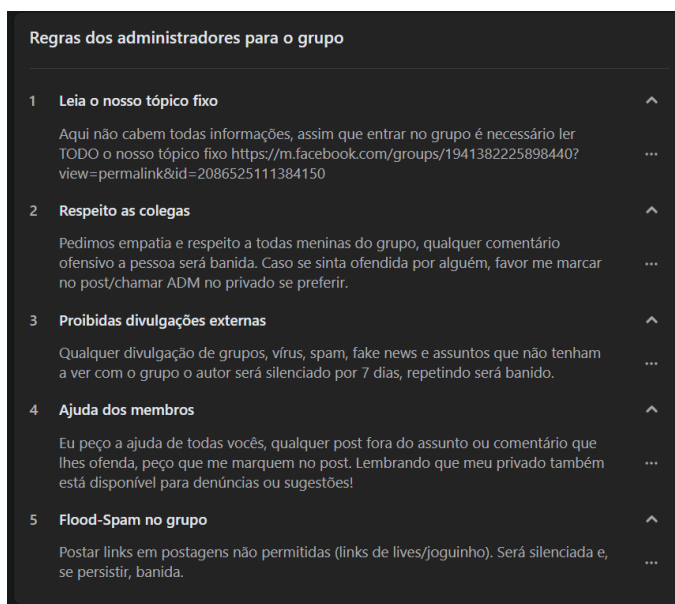 Regras dos administradores para o grupo
1 Leia o nosso tópico fixo
Aqui não cabem todas informações, assim que entrar no grupo é necessário ler
TODO o nosso tópico fixo https://m.facebook.com/groups/1941382225898440?
view=permalink&id=2086525111384150
2 Respeito as colegas
Pedimos empatia e respeito a todas meninas do grupo, qualquer comentário
ofensivo a pessoa será banida. Caso se sinta ofendida por alguém, favor me marcar
no post/chamar ADM no privado se preferir.
3 Proibidas divulgações externas
Qualquer divulgação de grupos, vírus, spam, fake news e assuntos que não tenham
a ver com o grupo o autor será silenciado por 7 dias, repetindo será banido.
4 Ajuda dos membros
Eu peço a ajuda de todas vocês, qualquer post fora do assunto ou comentário que
lhes ofenda, peço que me marquem no post. Lembrando que meu privado também
está disponível para denúncias ou sugestões!
5 Flood-Spam no grupo
Postar links em postagens não permitidas (links de lives/joguinho). Será silenciada e,
se persistir, banida.